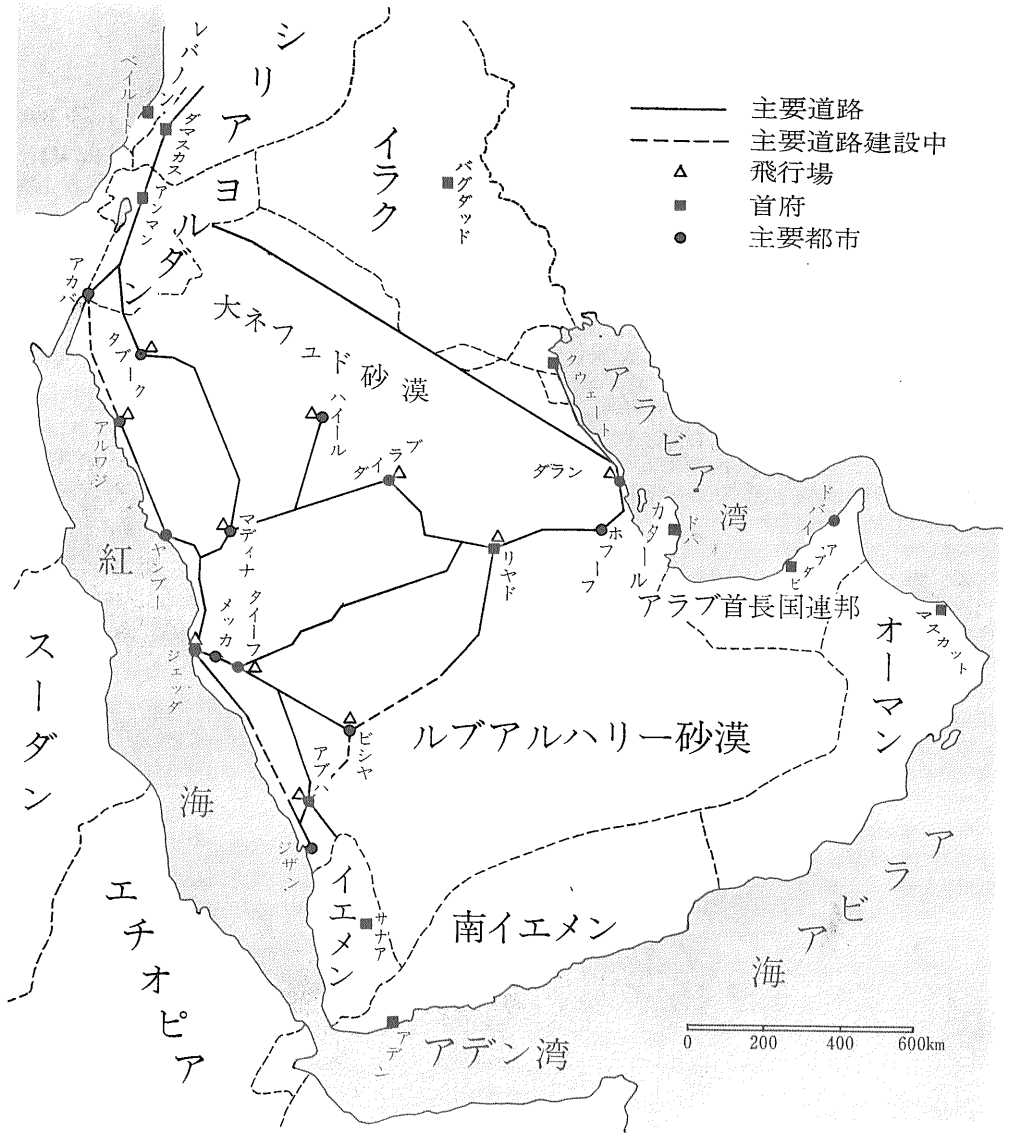 レバノン
シリア
ベイルート
ダマスカス
イラク
バグダッド
主要道路
主要道路建設中
飛行場
首府
主要都市
アンマン
ヨルダン
アカバ
大ネフュド砂漠
タブーク
クウェート
アラビア湾
ハイール
アルワジ
ダイラブ
ダラン
カタール
ドハ
ドバイ
アブダビ
マディナ
リヤド
ホフーフ
ヤンブー
紅海
アラブ首長国連邦
マスカット
オーマン
メッカ
タイーフ
ジェッダ
スーダン
ビシヤ
ルブアルハリー砂漠
アブハ
ジザン
イエメン
サナア
南イエメン
アラビア海
エチオピア
アデン
アデン湾
0 200 400 600km